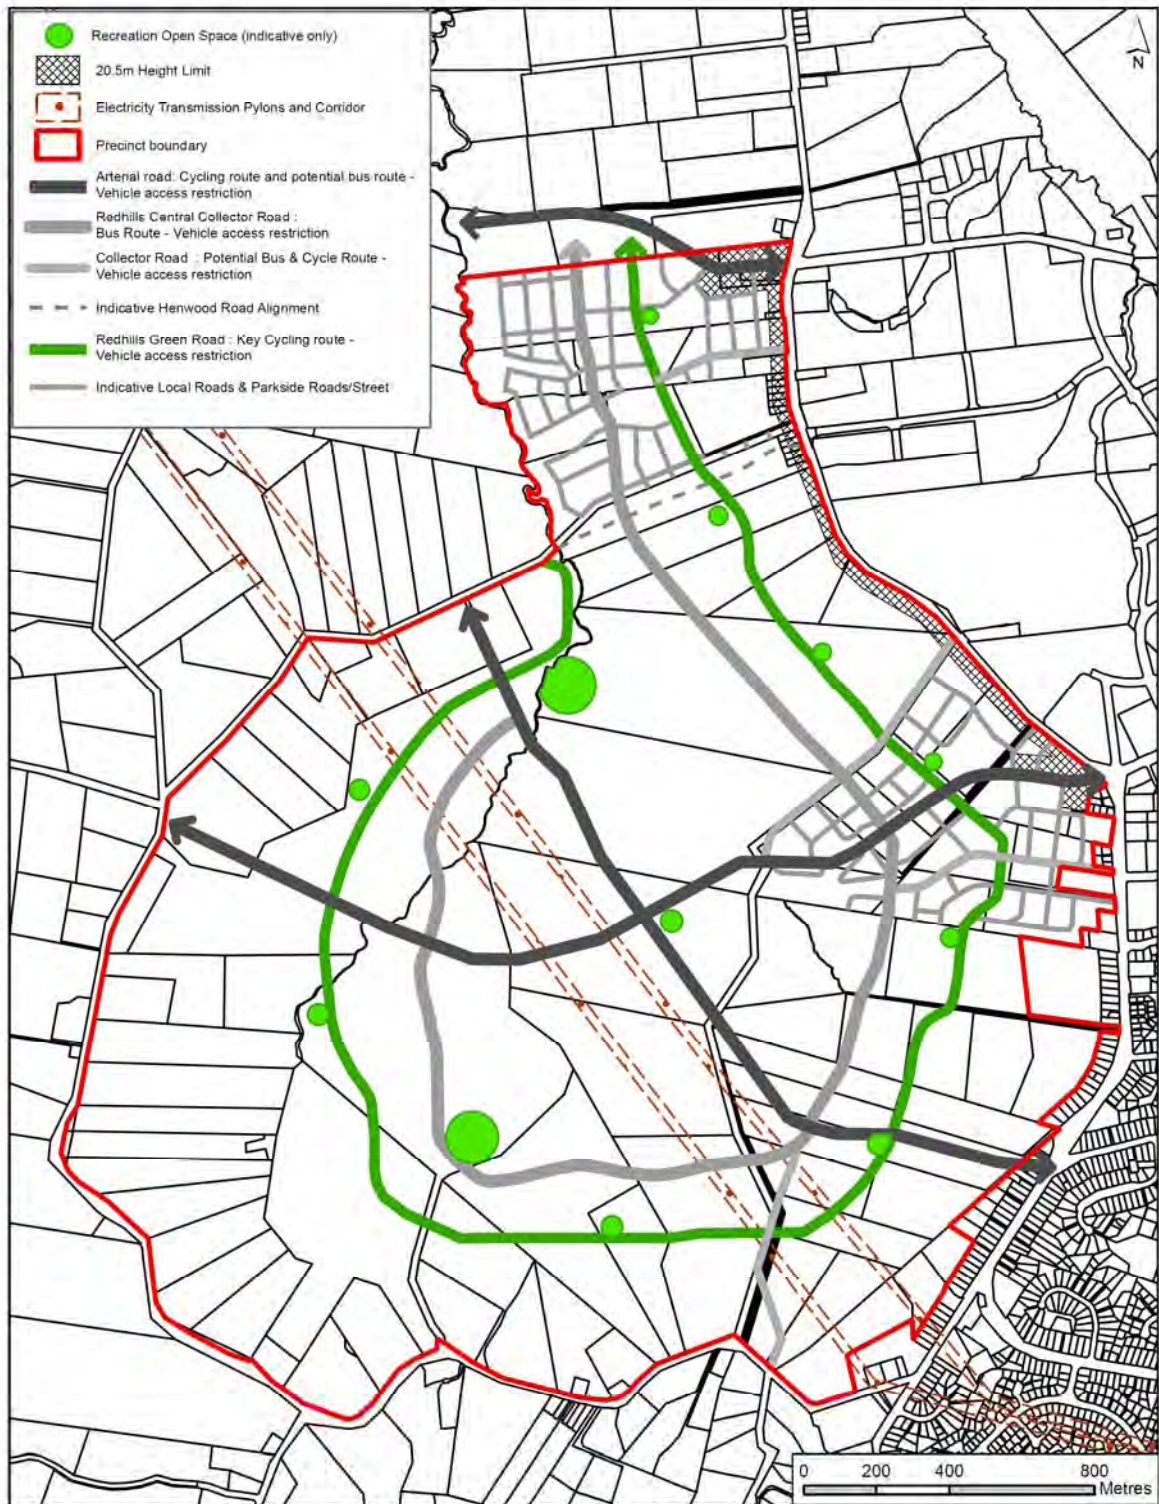 Recreation Open Space (indicative only)
20.5m Height Limit
Electricity Transmission Pylons and Corridor
Precinct boundary
Arterial road: Cycling route and potential bus route -
Vehicle access restriction
Redhills Central Collector Road :
Bus Route - Vehicle access restriction
Collector Road : Potential Bus & Cycle Route -
Vehicle access restriction
Indicative Henwood Road Alignment
Redhills Green Road : Key Cycling route -
Vehicle access restriction
Indicative Local Roads & Parkside Roads/Street
N
0 200 400 800
Metres